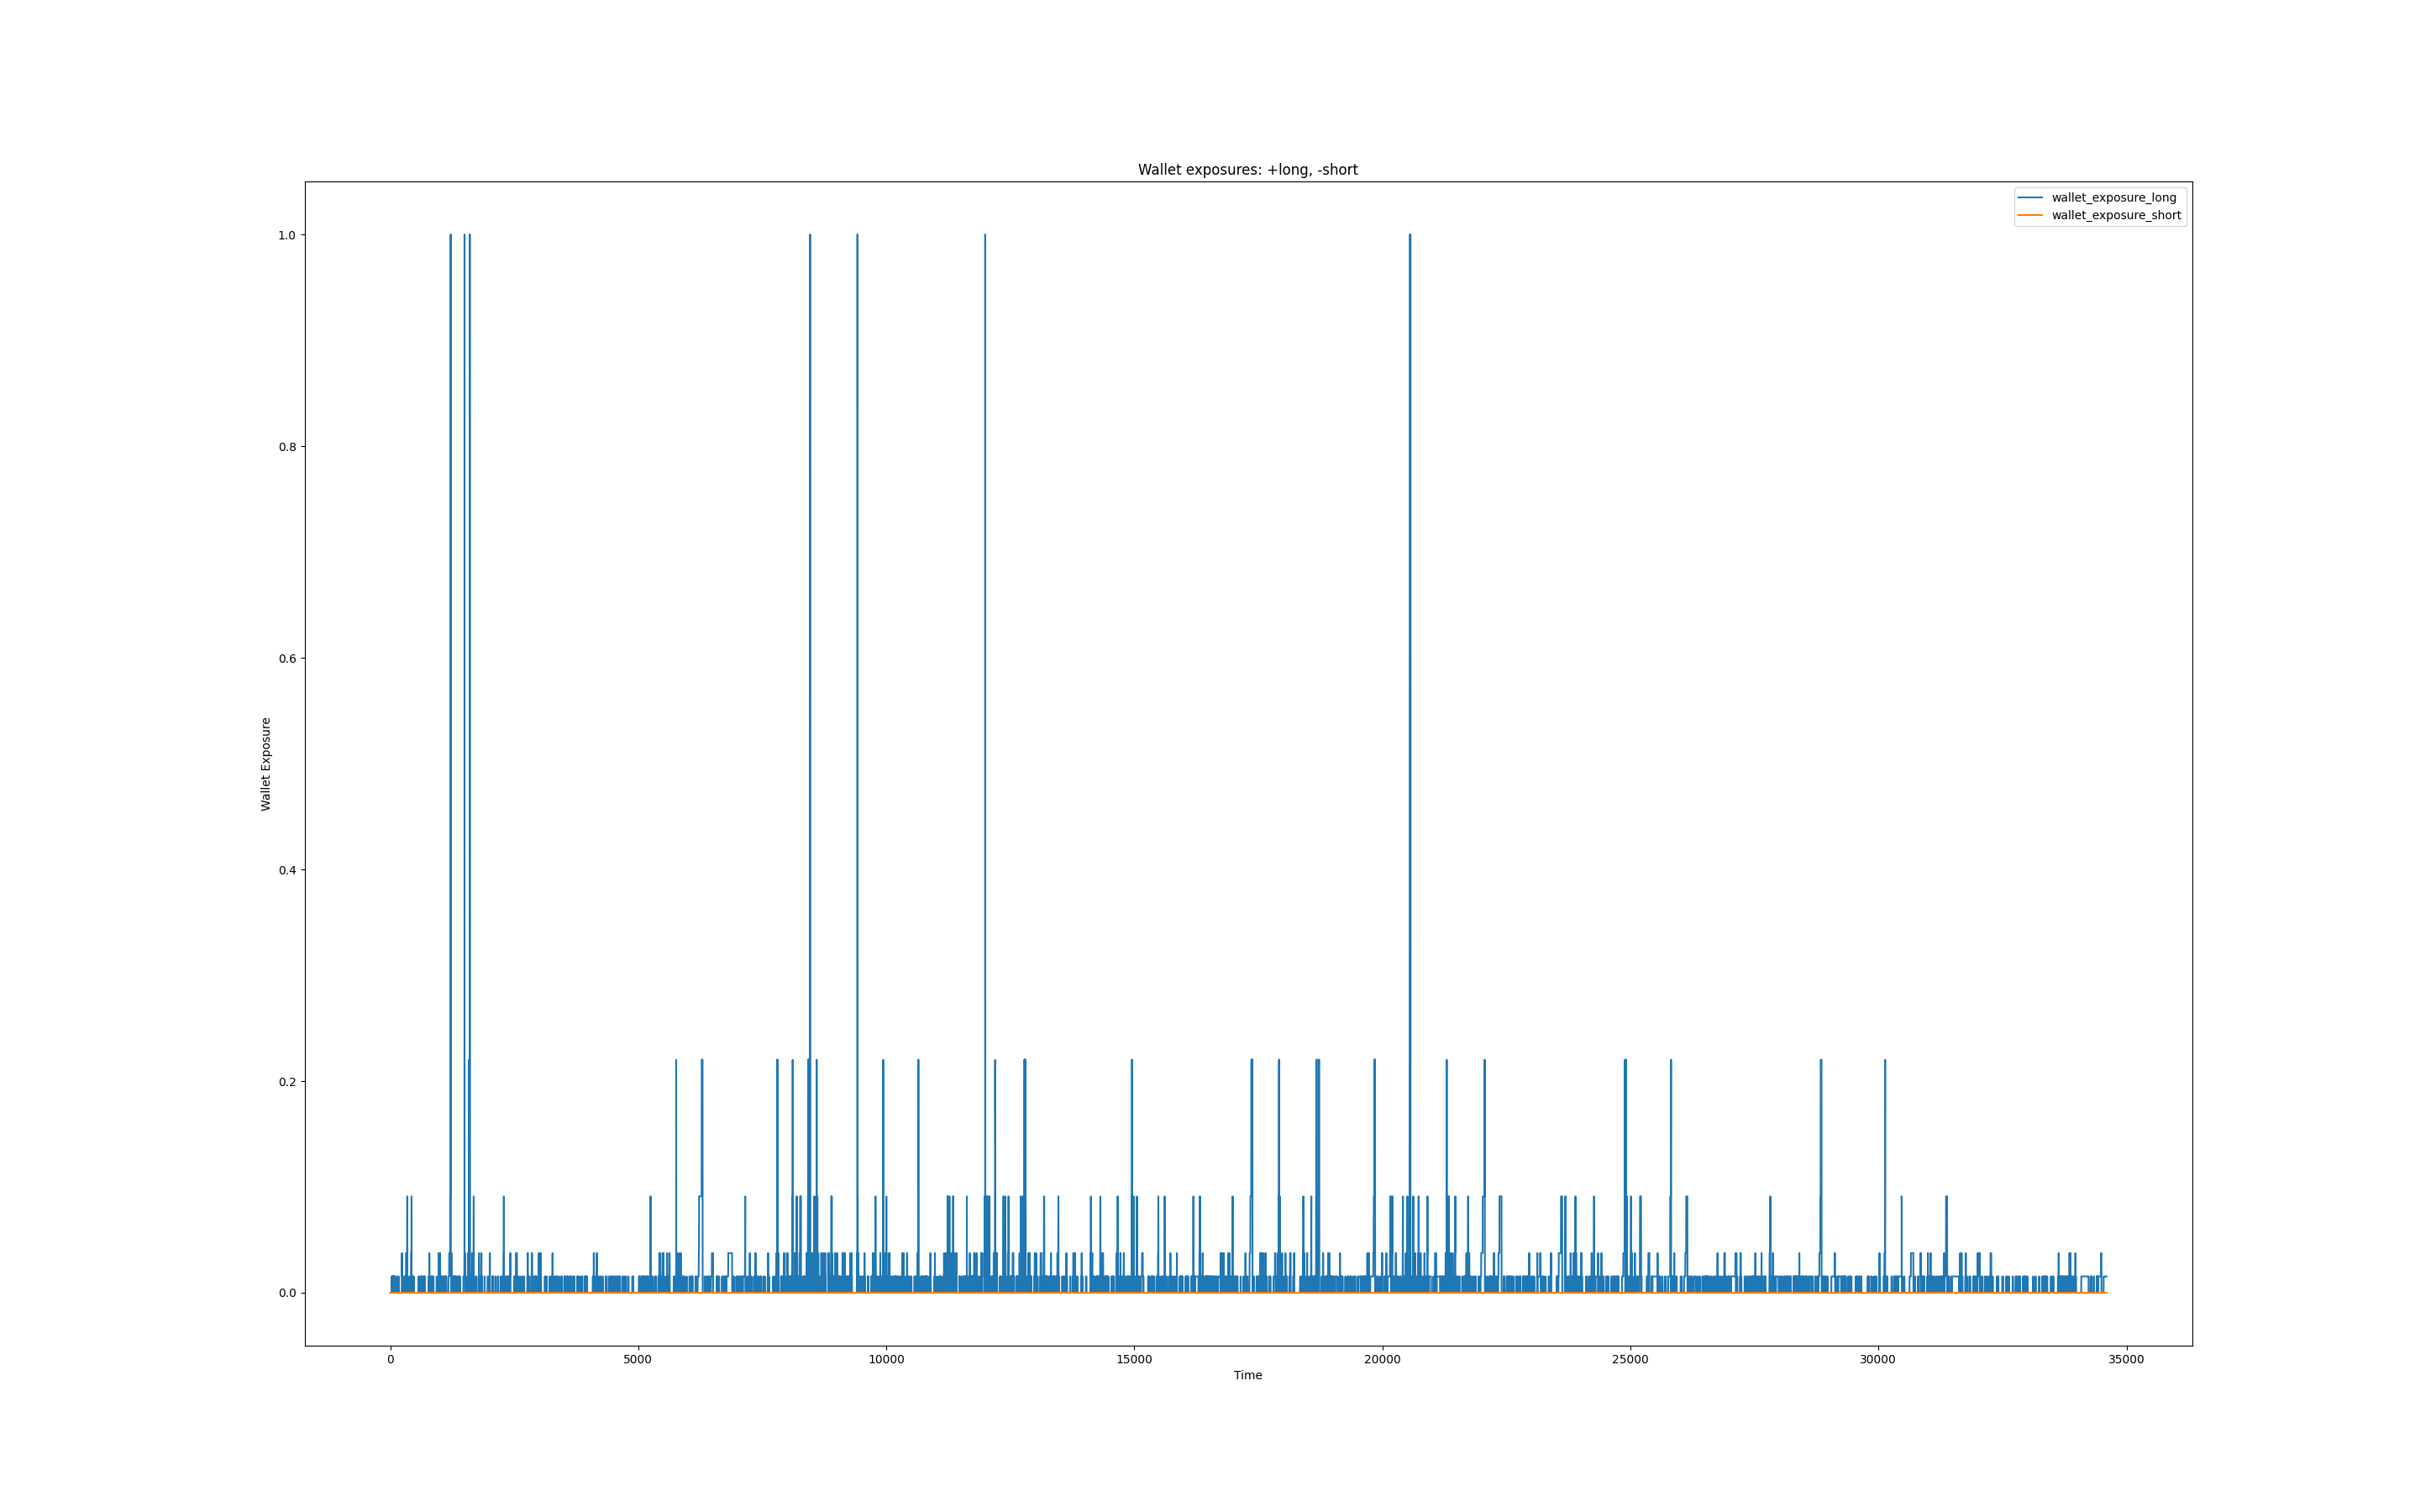 Wallet exposures: +long, -short
wallet_exposure_long
wallet_exposure_short
1.0
0.8
0.6
0.4
0.2
0.0
Wallet Exposure
0 5000 10000 15000 20000 25000 30000 35000
Time